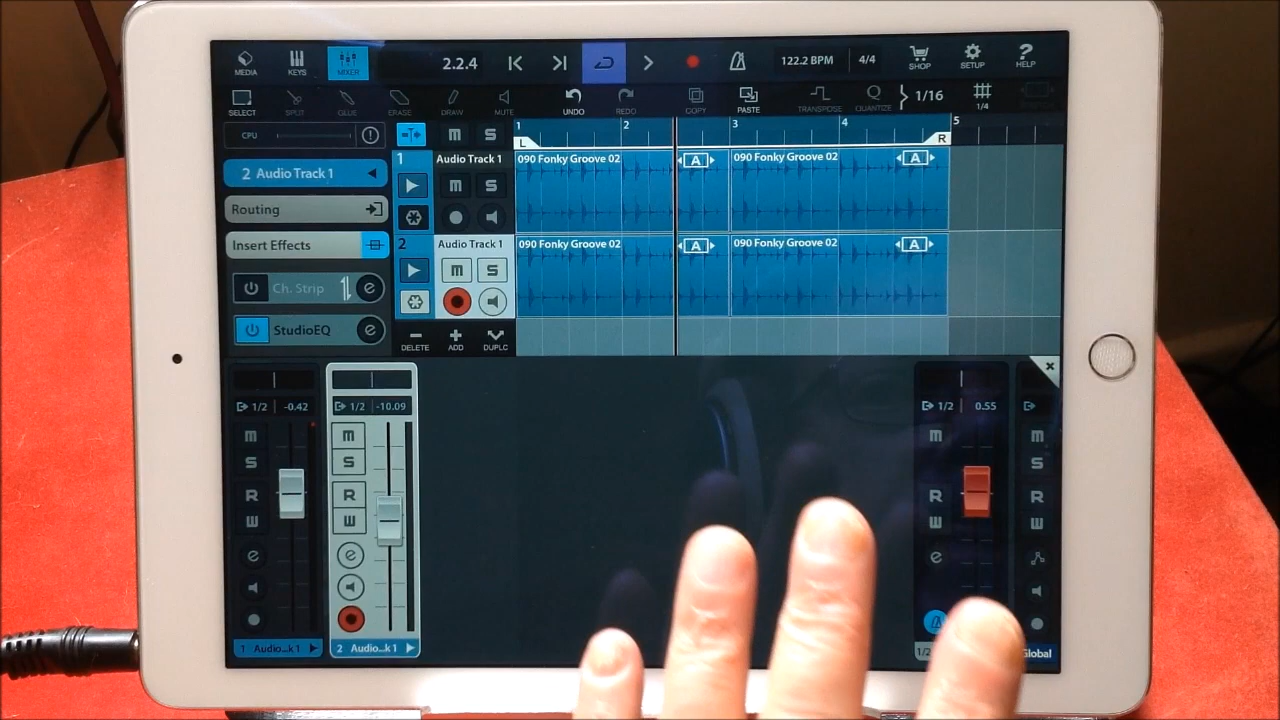 2.2.4
122.2 BPM 4/4
MEDIA KEYS MIXER SHOP SETUP HELP
SELECT SPLIT GLUE ERASE DRAW MUTE UNDO REDO COPY PASTE TRANSPOSE QUANTIZE 1/16 1/4
CPU M S 1 2 3 4 5
L R
2 Audio Track 1
1 Audio Track 1 090 Fonky Groove 02 A 090 Fonky Groove 02 A
M S
Routing
Insert Effects
2 Audio Track 1 090 Fonky Groove 02 A 090 Fonky Groove 02 A
M S
Ch. Strip e
StudioEQ e
DELETE ADD DUPLC
1/2 -0.42 1/2 -10.09 1/2 0.55
M M M M
S S S
R R R R
W W W W
e e e
1 Audio...k1 2 Audio...k1 1/2 Global